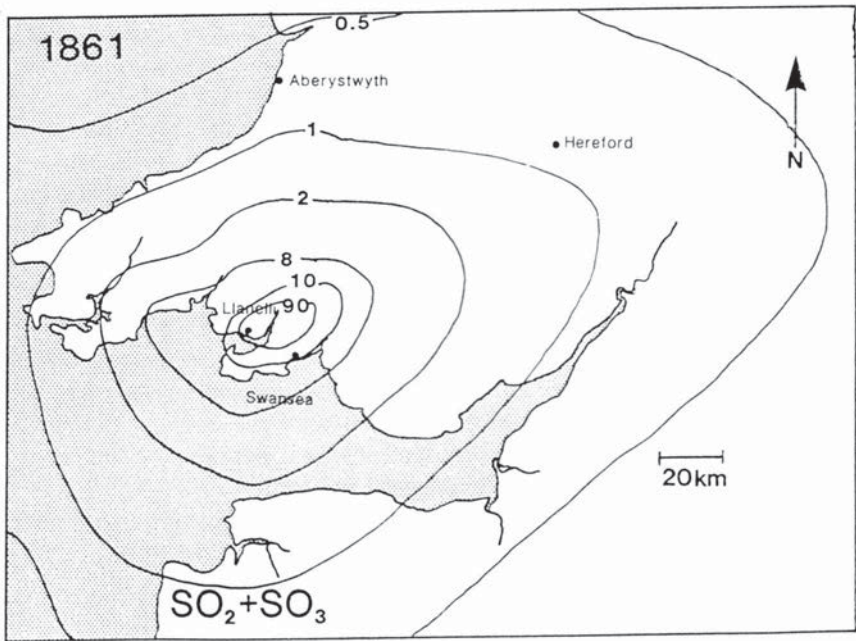 0.5
1861
Aberystwyth
1
Hereford
N
2
8
10
Llanelli
90
Swansea
20km
SO₂+SO₃